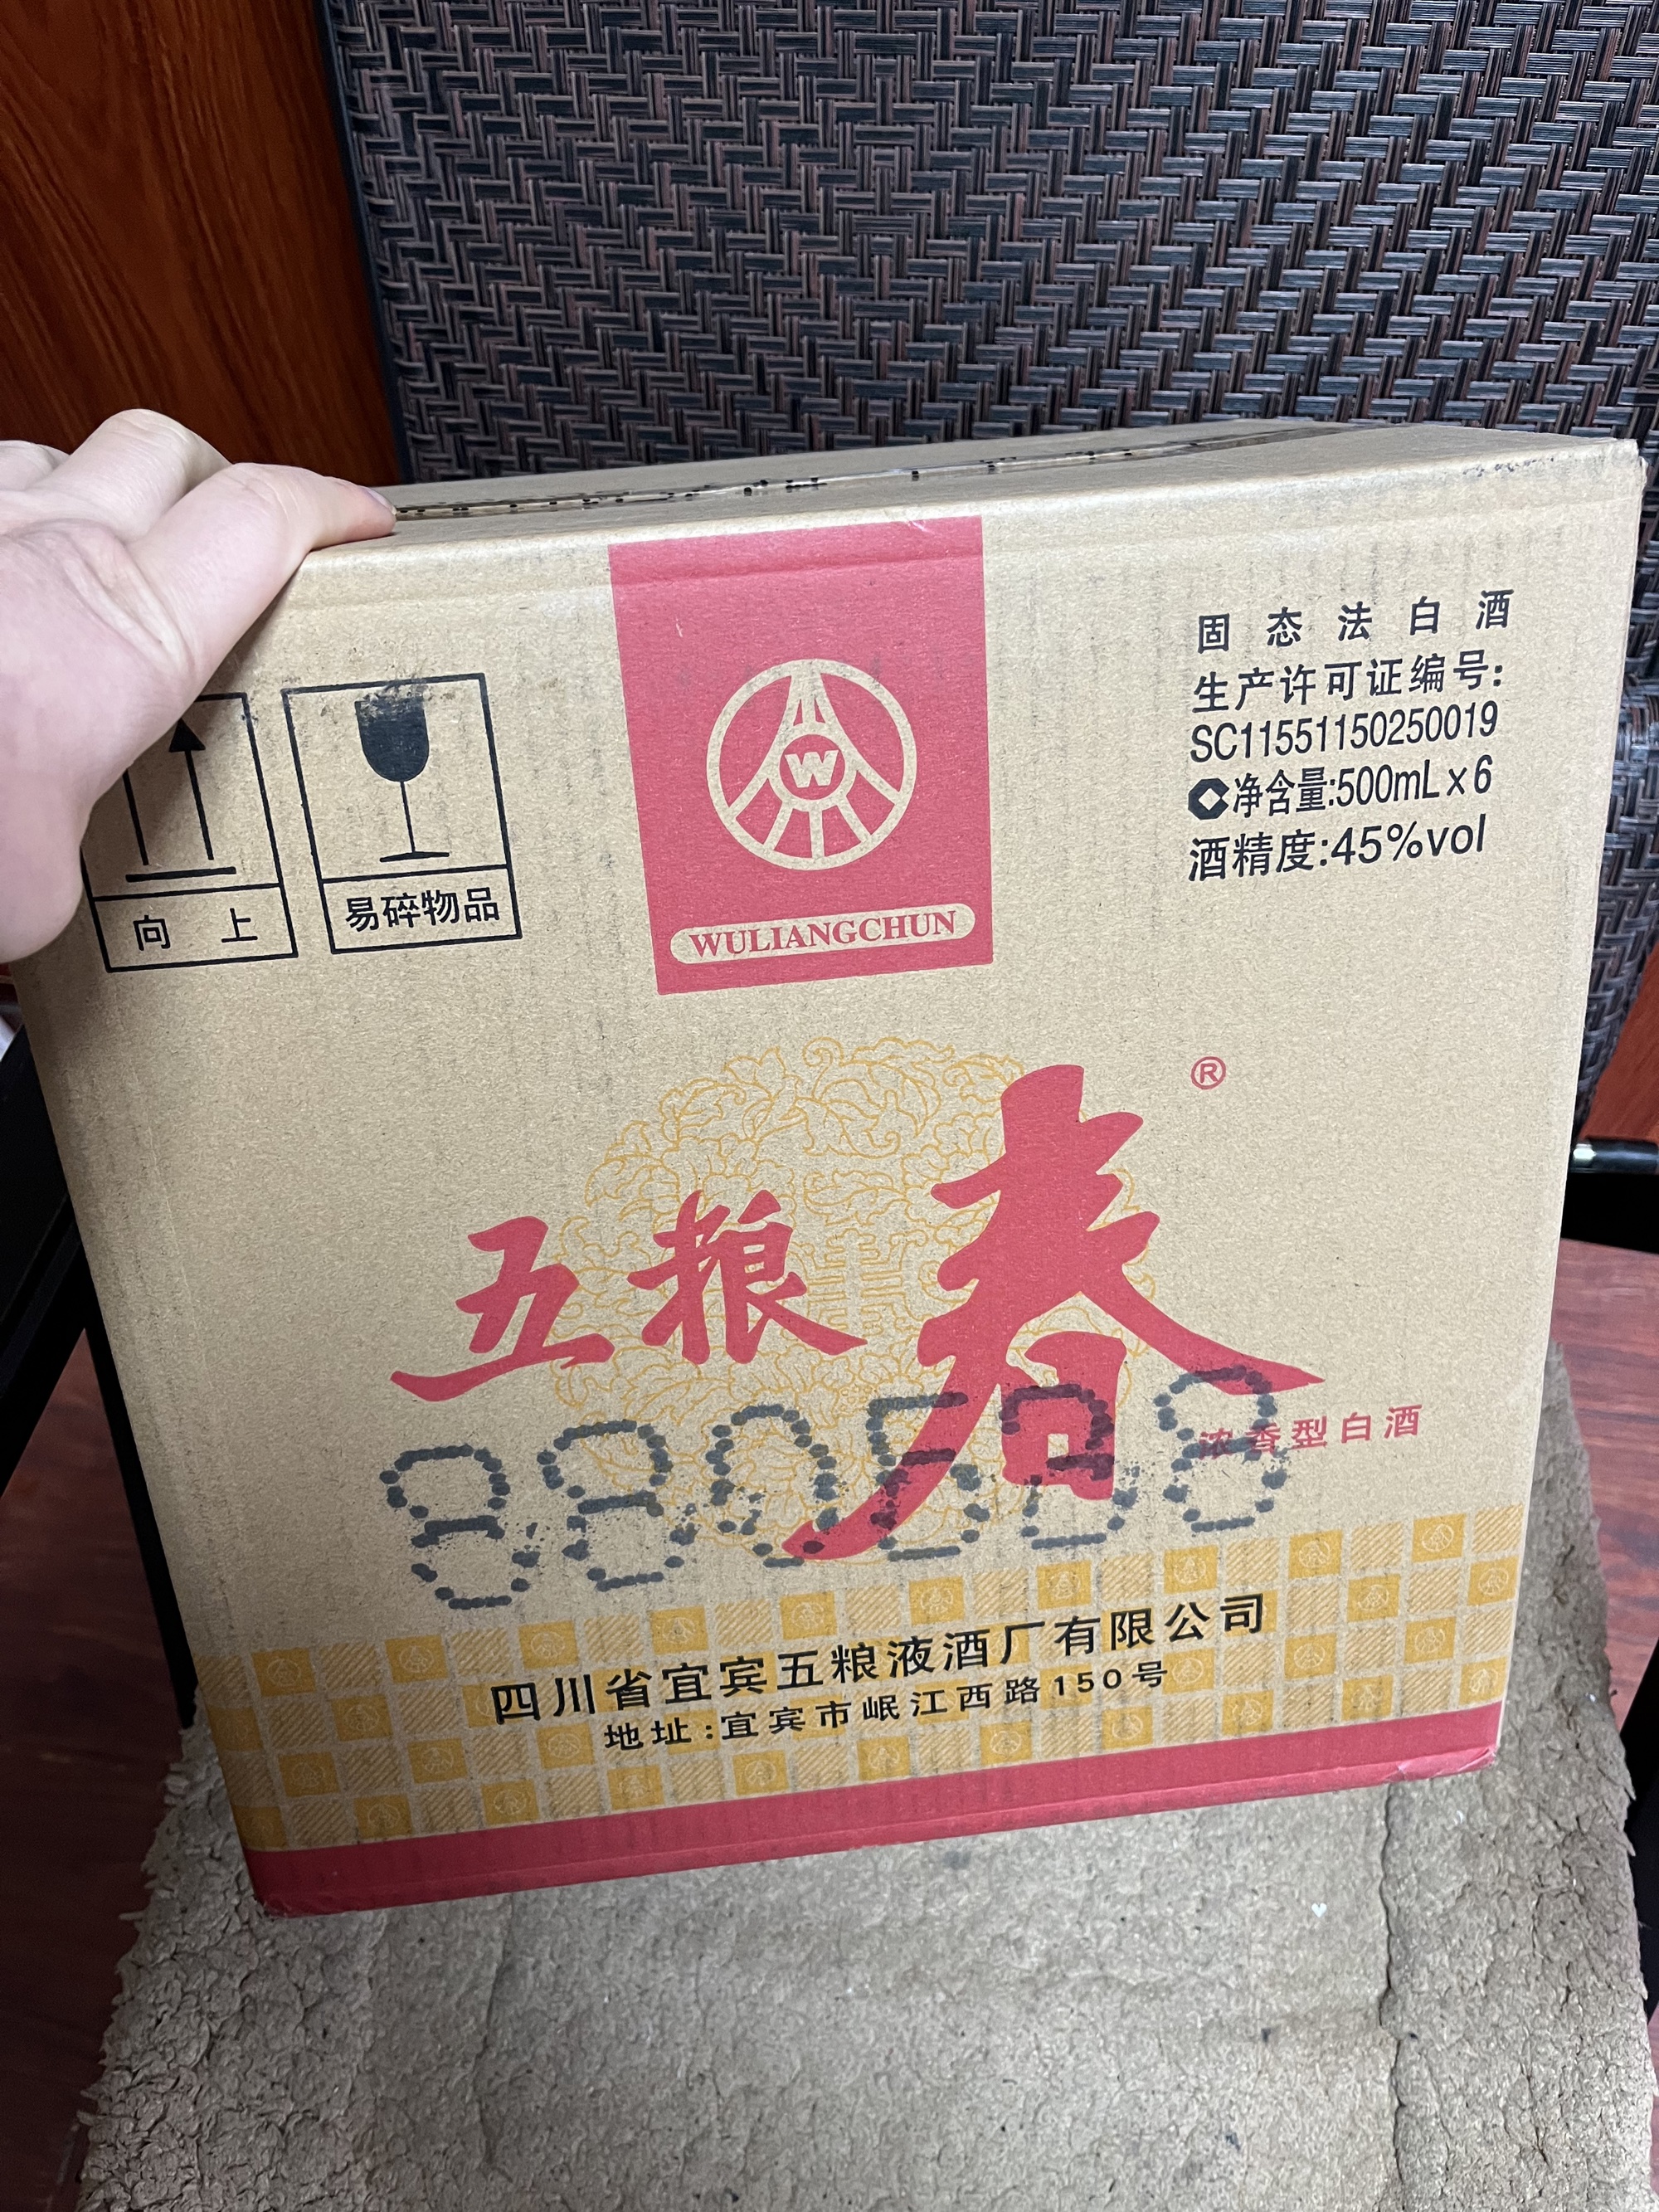 固态法白酒
生产许可证编号:
SC11551150250019
净含量:500mL×6
酒精度:45%vol
向上
易碎物品
W
WULIANGCHUN
五粮春®
浓香型白酒
四川省宜宾五粮液酒厂有限公司
地址:宜宾市岷江西路150号